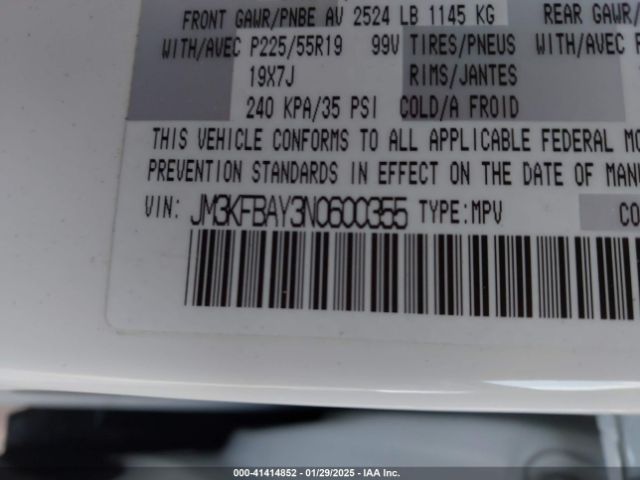 FRONT GAWR/PNBE AV 2524 LB 1145 KG REAR GAWR/
WITH/AVEC P225/55R19 99V TIRES/PNEUS WITH/AVEC
19X7J RIMS/JANTES
240 KPA/35 PSI COLD/A FROID
THIS VEHICLE CONFORMS TO ALL APPLICABLE FEDERAL MO
PREVENTION STANDARDS IN EFFECT ON THE DATE OF MANU
VIN: JM3KFBAY3N0600355 TYPE:MPV CO
000-41414852 - 01/29/2025 - IAA Inc.